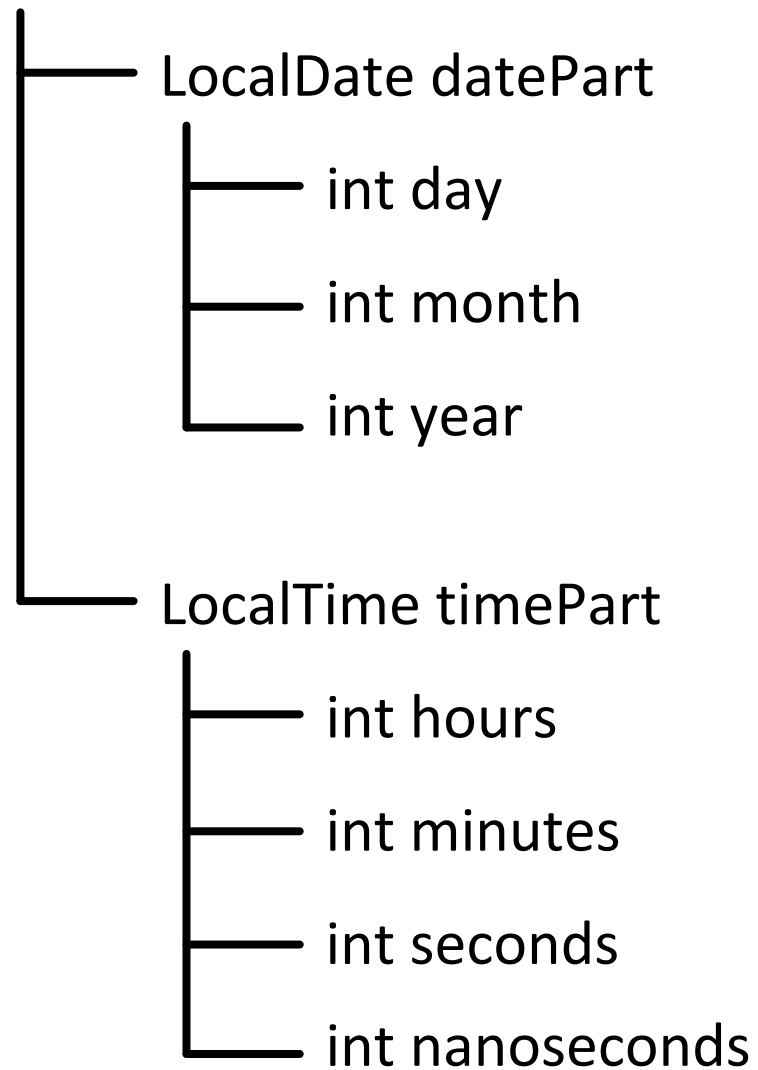 LocalDate datePart
int day
int month
int year
LocalTime timePart
int hours
int minutes
int seconds
int nanoseconds